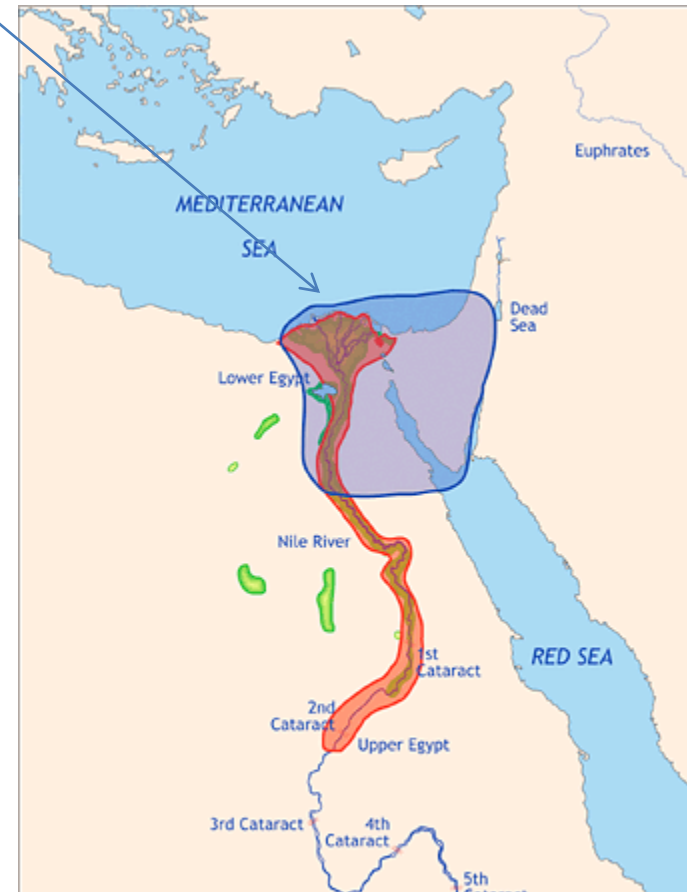 Euphrates
MEDITERRANEAN
SEA
Dead
Sea
Lower Egypt
Nile River
1st
Cataract
RED SEA
2nd
Cataract
Upper Egypt
3rd Cataract
4th
Cataract
5th
Cataract